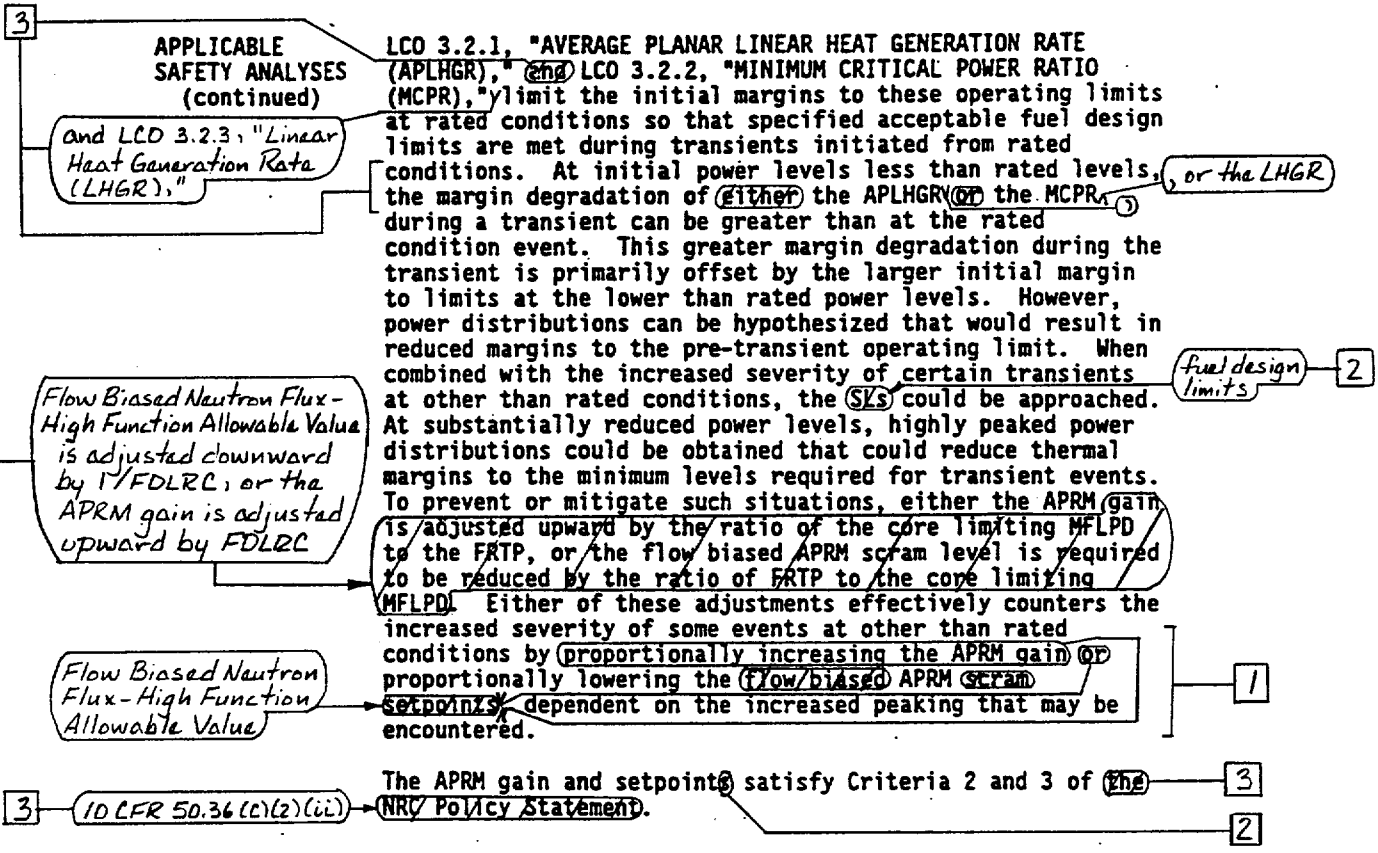 3
APPLICABLE
SAFETY ANALYSES
(continued)
LCO 3.2.1, "AVERAGE PLANAR LINEAR HEAT GENERATION RATE
(APLHGR)," and LCO 3.2.2, "MINIMUM CRITICAL POWER RATIO
(MCPR)," limit the initial margins to these operating limits
at rated conditions so that specified acceptable fuel design
limits are met during transients initiated from rated
conditions. At initial power levels less than rated levels,
the margin degradation of either the APLHGR or the MCPR ,
during a transient can be greater than at the rated
condition event. This greater margin degradation during the
transient is primarily offset by the larger initial margin
to limits at the lower than rated power levels. However,
power distributions can be hypothesized that would result in
reduced margins to the pre-transient operating limit. When
combined with the increased severity of certain transients
at other than rated conditions, the SLs could be approached.
At substantially reduced power levels, highly peaked power
distributions could be obtained that could reduce thermal
margins to the minimum levels required for transient events.
To prevent or mitigate such situations, either the APRM gain
is adjusted upward by the ratio of the core limiting MFLPD
to the FRTP, or the flow biased APRM scram level is required
to be reduced by the ratio of FRTP to the core limiting
MFLPD. Either of these adjustments effectively counters the
increased severity of some events at other than rated
conditions by proportionally increasing the APRM gain or
proportionally lowering the flow biased APRM scram
setpoints dependent on the increased peaking that may be
encountered.
The APRM gain and setpoints satisfy Criteria 2 and 3 of the
NRC Policy Statement.
and LCO 3.2.3, "Linear
Heat Generation Rate
(LHGR),"
, or the LHGR
fuel design
limits
2
Flow Biased Neutron Flux-
High Function Allowable Value
is adjusted downward
by 1/FDLRC, or the
APRM gain is adjusted
upward by FDLRC
Flow Biased Neutron
Flux-High Function
Allowable Value
1
3
10 CFR 50.36 (c)(2)(ii)
3
2